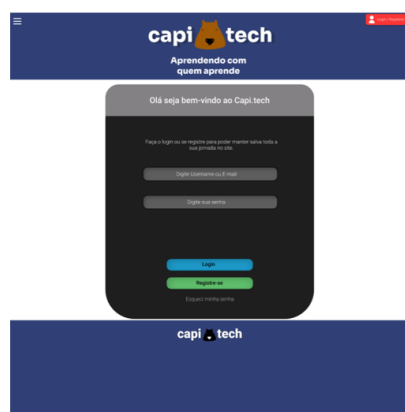 Login / Registrar
capi tech
Aprendendo com
quem aprende
Olá seja bem-vindo ao Capi.tech
Faça o login ou se registre para poder manter salva toda a
sua jornada no site.
Digite Username ou E-mail
Digite sua senha
Login
Registre-se
Esqueci minha senha
capi tech